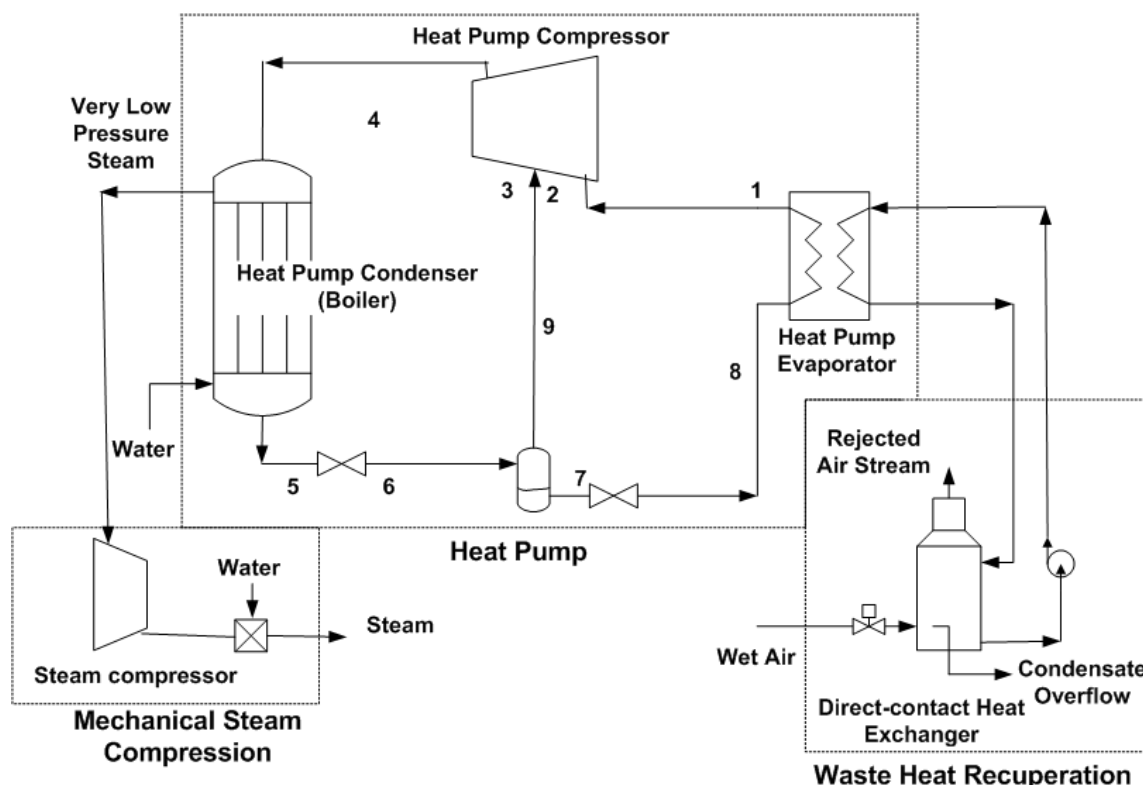 Heat Pump Compressor
Very Low
Pressure
Steam
4
3
2
1
Heat Pump Condenser
(Boiler)
9
Heat Pump
Evaporator
8
Water
Rejected
Air Stream
5
6
7
Heat Pump
Water
Steam
Wet Air
Steam compressor
Condensate
Overflow
Direct-contact Heat
Exchanger
Mechanical Steam
Compression
Waste Heat Recuperation